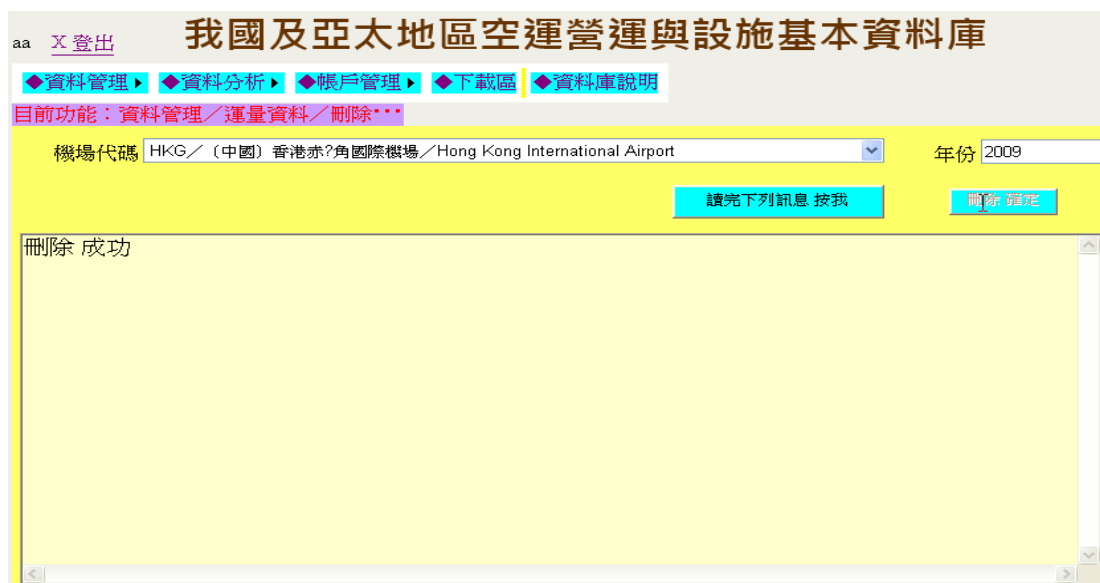 aa X 登出 我國及亞太地區空運營運與設施基本資料庫
◆資料管理▶ ◆資料分析▶ ◆帳戶管理▶ ◆下載區 ◆資料庫說明
目前功能：資料管理／運量資料／刪除…
機場代碼 HKG／〔中國〕香港赤?角國際機場／Hong Kong International Airport 年份 2009
讀完下列訊息 按我 刪除 確定
刪除 成功